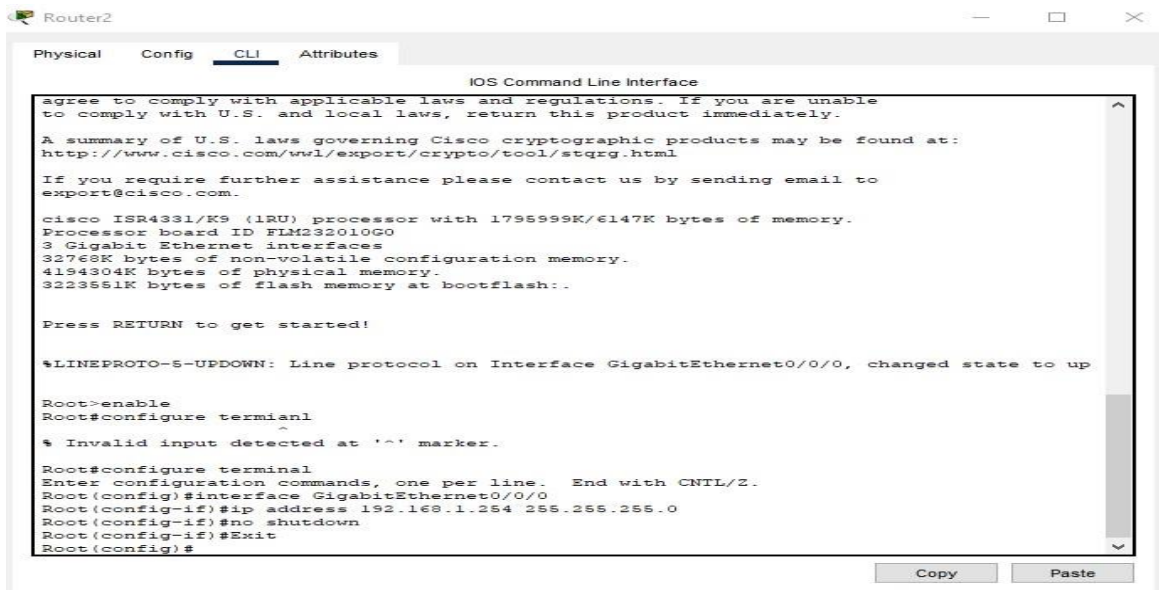 Router2
Physical Config CLI Attributes
IOS Command Line Interface
agree to comply with applicable laws and regulations. If you are unable
to comply with U.S. and local laws, return this product immediately.
A summary of U.S. laws governing Cisco cryptographic products may be found at:
http://www.cisco.com/wwl/export/crypto/tool/stqrg.html
If you require further assistance please contact us by sending email to
export@cisco.com.
cisco ISR4331/K9 (1RU) processor with 1795999K/6147K bytes of memory.
Processor board ID FLM232010G0
3 Gigabit Ethernet interfaces
32768K bytes of non-volatile configuration memory.
4194304K bytes of physical memory.
3223551K bytes of flash memory at bootflash:.
Press RETURN to get started!
%LINEPROTO-5-UPDOWN: Line protocol on Interface GigabitEthernet0/0/0, changed state to up
Root>enable
Root#configure termianl
^
% Invalid input detected at '^' marker.
Root#configure terminal
Enter configuration commands, one per line. End with CNTL/Z.
Root(config)#interface GigabitEthernet0/0/0
Root(config-if)#ip address 192.168.1.254 255.255.255.0
Root(config-if)#no shutdown
Root(config-if)#Exit
Root(config)#
Copy Paste